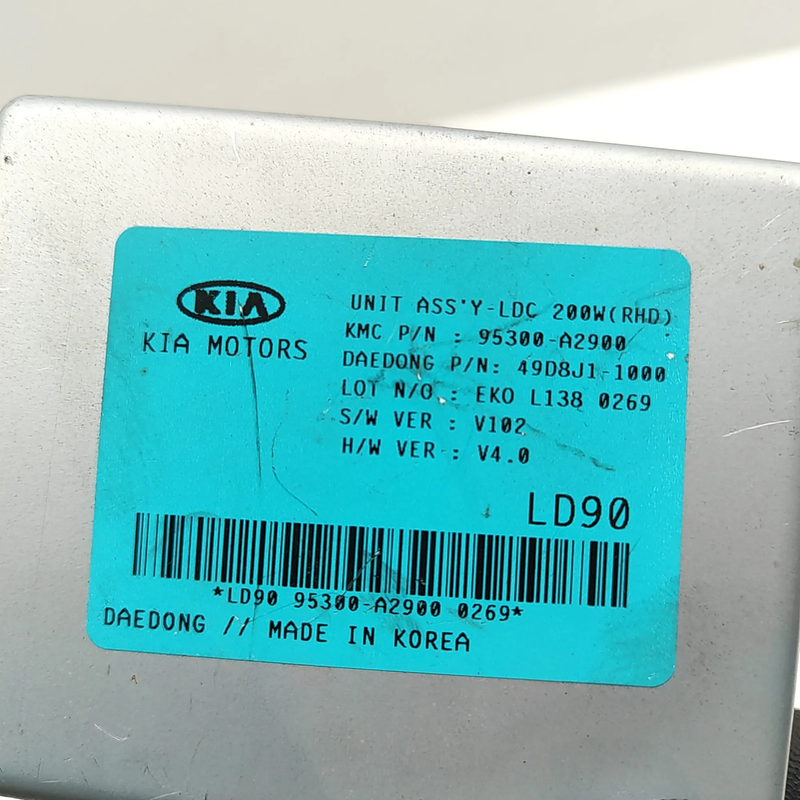 KIA
KIA MOTORS
UNIT ASS'Y-LDC 200W(RHD)
KMC P/N : 95300-A2900
DAEDONG P/N: 49D8J1-1000
LOT N/O : EKO L138 0269
S/W VER : V102
H/W VER : V4.0
LD90
*LD90 95300-A2900 0269*
DAEDONG // MADE IN KOREA